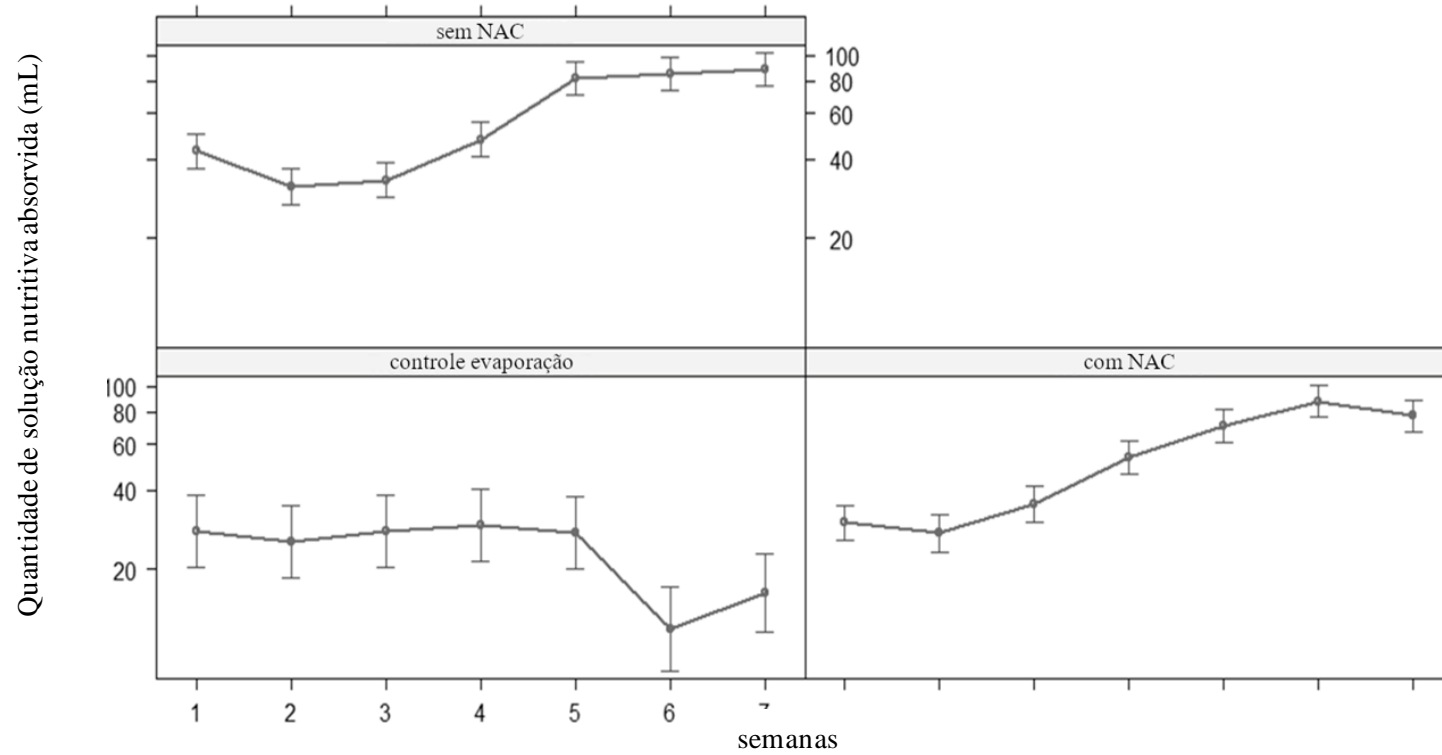 Quantidade de solução nutritiva absorvida (mL)
sem NAC
100
80
60
40
20
controle evaporação
com NAC
100
80
60
40
20
1 2 3 4 5 6
semanas